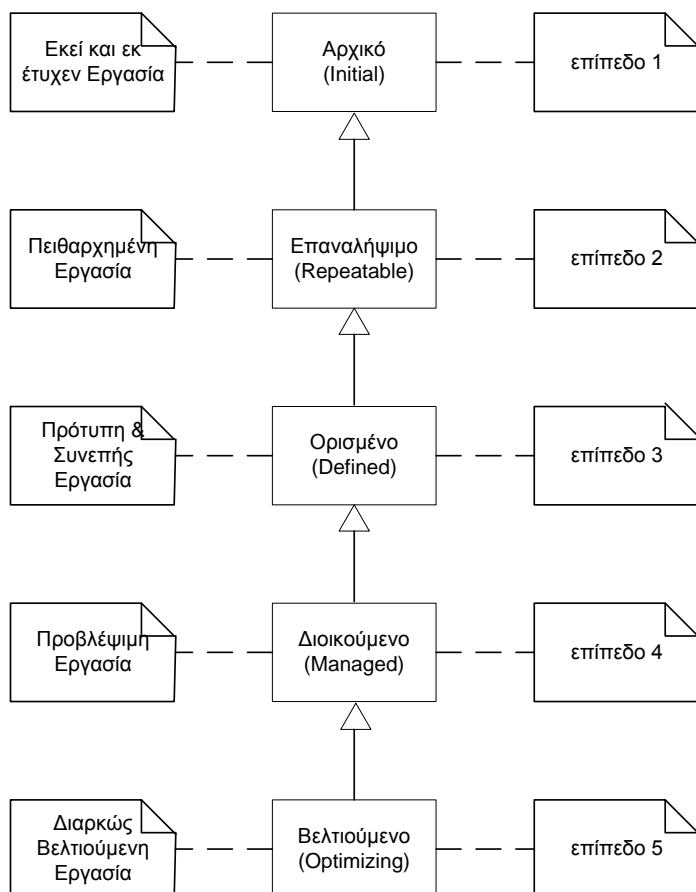 Εκεί και εκ
έτυχεν Εργασία
Αρχικό
(Initial)
επίπεδο 1
Πειθαρχημένη
Εργασία
Επαναλήψιμο
(Repeatable)
επίπεδο 2
Πρότυπη &
Συνεπής
Εργασία
Ορισμένο
(Defined)
επίπεδο 3
Προβλέψιμη
Εργασία
Διοικούμενο
(Managed)
επίπεδο 4
Διαρκώς
Βελτιούμενη
Εργασία
Βελτιούμενο
(Optimizing)
επίπεδο 5